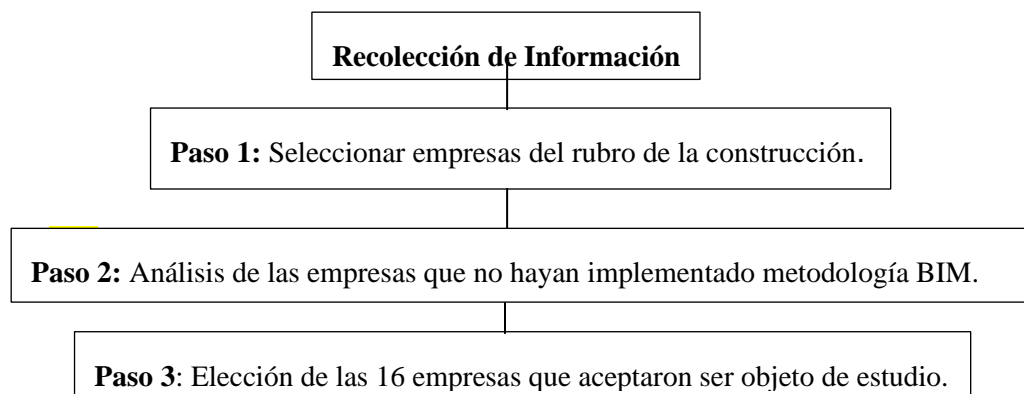 Recolección de Información
Paso 1: Seleccionar empresas del rubro de la construcción.
Paso 2: Análisis de las empresas que no hayan implementado metodología BIM.
Paso 3: Elección de las 16 empresas que aceptaron ser objeto de estudio.